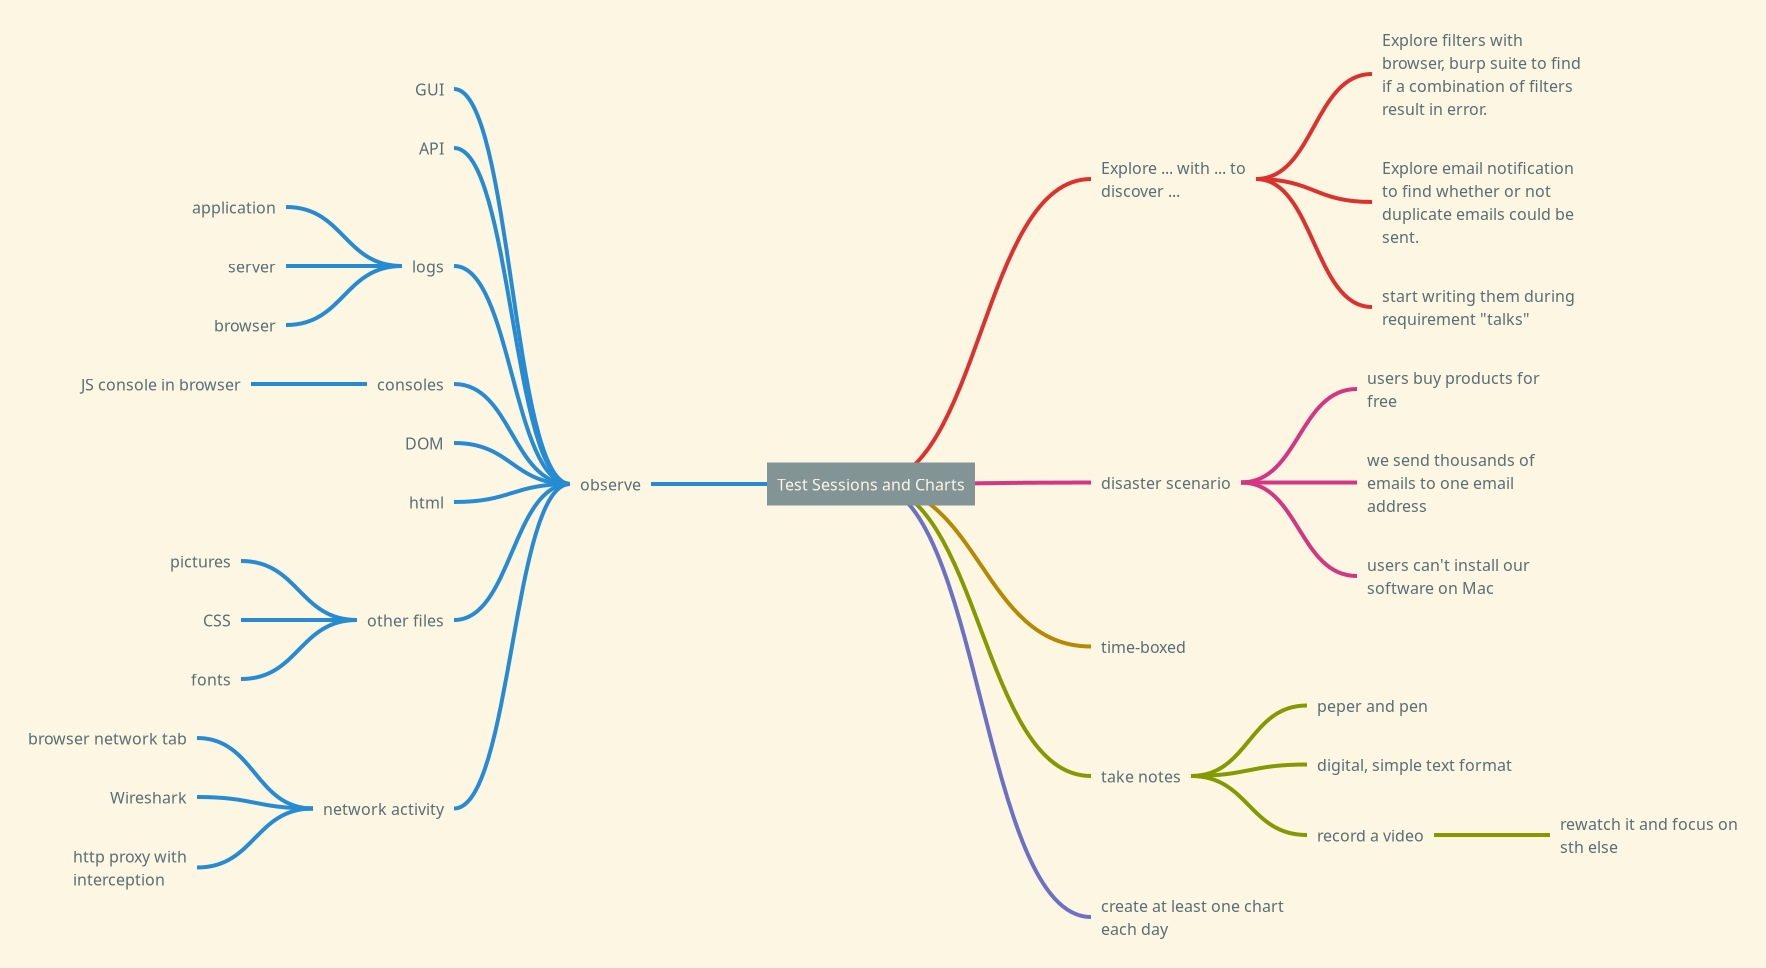 GUI
API
application
server
browser
logs
JS console in browser
consoles
DOM
html
pictures
CSS
fonts
other files
browser network tab
Wireshark
http proxy with
interception
network activity
observe
Test Sessions and Charts
Explore ... with ... to
discover ...
Explore filters with
browser, burp suite to find
if a combination of filters
result in error.
Explore email notification
to find whether or not
duplicate emails could be
sent.
start writing them during
requirement "talks"
disaster scenario
users buy products for
free
we send thousands of
emails to one email
address
users can't install our
software on Mac
time-boxed
take notes
peper and pen
digital, simple text format
record a video
rewatch it and focus on
sth else
create at least one chart
each day